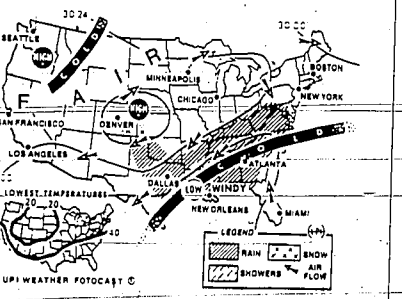 30.24
30.00
SEATTLE
HIGH
COLD
FAIR
MINNEAPOLIS
BOSTON
NEW YORK
CHICAGO
HIGH
DENVER
SAN FRANCISCO
LOS ANGELES
COLD
ATLANTA
DALLAS
LOW
WINDY
NEW ORLEANS
MIAMI
LOWEST TEMPERATURES
20 20
40
LEGEND
RAIN
SNOW
SHOWERS
AIR FLOW
UPI WEATHER FOTOCAST ©